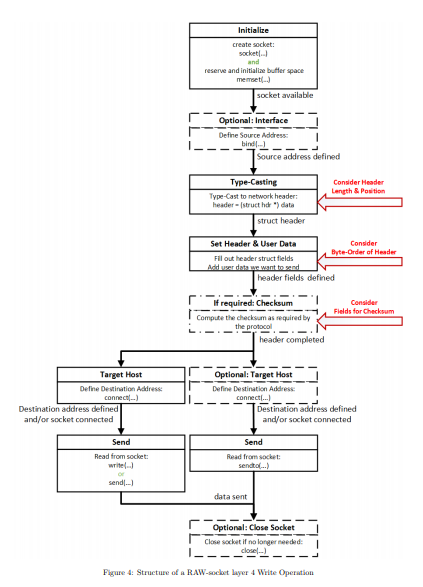 Initialize
create socket:
socket(...)
and
reserve and initialize buffer space
memset(...)
socket available
Optional: Interface
Define Source Address:
bind(...)
Source address defined
Type-Casting
Type-Cast to network header:
header = (struct hdr *) data
Consider Header
Length & Position
struct header
Set Header & User Data
Fill out header struct fields
Add user data we want to send
Consider
Byte-Order of Header
header fields defined
If required: Checksum
Compute the checksum as required by
the protocol
Consider
Fields for Checksum
header completed
Target Host
Define Destination Address:
connect(...)
Optional: Target Host
Define Destination Address:
connect(...)
Destination address defined
and/or socket connected
Destination address defined
and/or socket connected
Send
Read from socket:
write(...)
or
send(...)
Send
Read from socket:
sendto(...)
data sent
Optional: Close Socket
Close socket if no longer needed:
close(...)
Figure 4: Structure of a RAW-socket layer 4 Write Operation